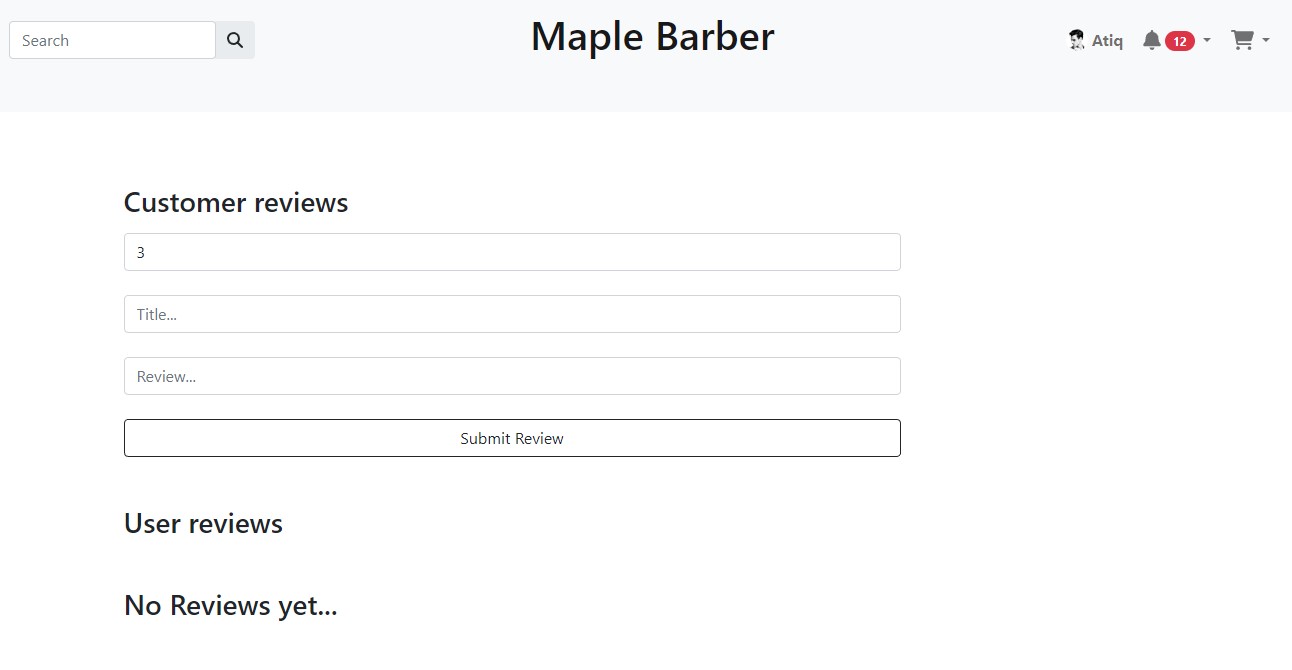 Search
Maple Barber
Atiq
12
Customer reviews
3
Title...
Review...
Submit Review
User reviews
No Reviews yet...